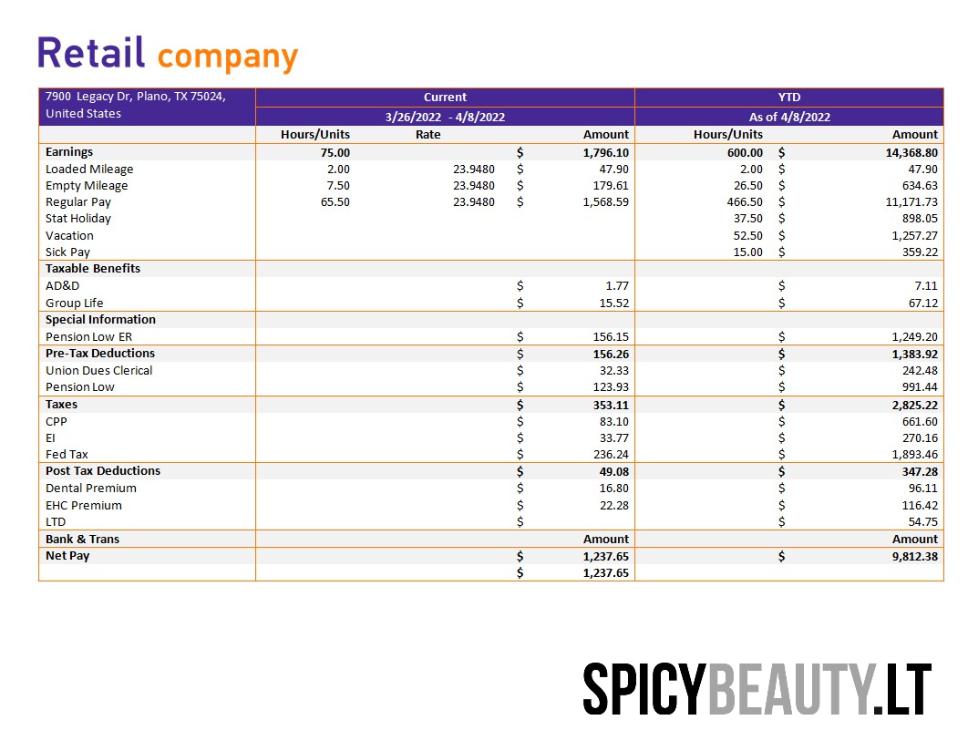 Retail company
7900 Legacy Dr, Plano, TX 75024, Current YTD
United States 3/26/2022 - 4/8/2022 As of 4/8/2022
Hours/Units Rate Amount Hours/Units Amount
Earnings 75.00 $ 1,796.10 600.00 $ 14,368.80
Loaded Mileage 2.00 23.9480 $ 47.90 2.00 $ 47.90
Empty Mileage 7.50 23.9480 $ 179.61 26.50 $ 634.63
Regular Pay 65.50 23.9480 $ 1,568.59 466.50 $ 11,171.73
Stat Holiday 37.50 $ 898.05
Vacation 52.50 $ 1,257.27
Sick Pay 15.00 $ 359.22
Taxable Benefits
AD&D $ 1.77 $ 7.11
Group Life $ 15.52 $ 67.12
Special Information
Pension Low ER $ 156.15 $ 1,249.20
Pre-Tax Deductions $ 156.26 $ 1,383.92
Union Dues Clerical $ 32.33 $ 242.48
Pension Low $ 123.93 $ 991.44
Taxes $ 353.11 $ 2,825.22
CPP $ 83.10 $ 661.60
EI $ 33.77 $ 270.16
Fed Tax $ 236.24 $ 1,893.46
Post Tax Deductions $ 49.08 $ 347.28
Dental Premium $ 16.80 $ 96.11
EHC Premium $ 22.28 $ 116.42
LTD $ $ 54.75
Bank & Trans Amount Amount
Net Pay $ 1,237.65 $ 9,812.38
$ 1,237.65
SPICYBEAUTY.LT